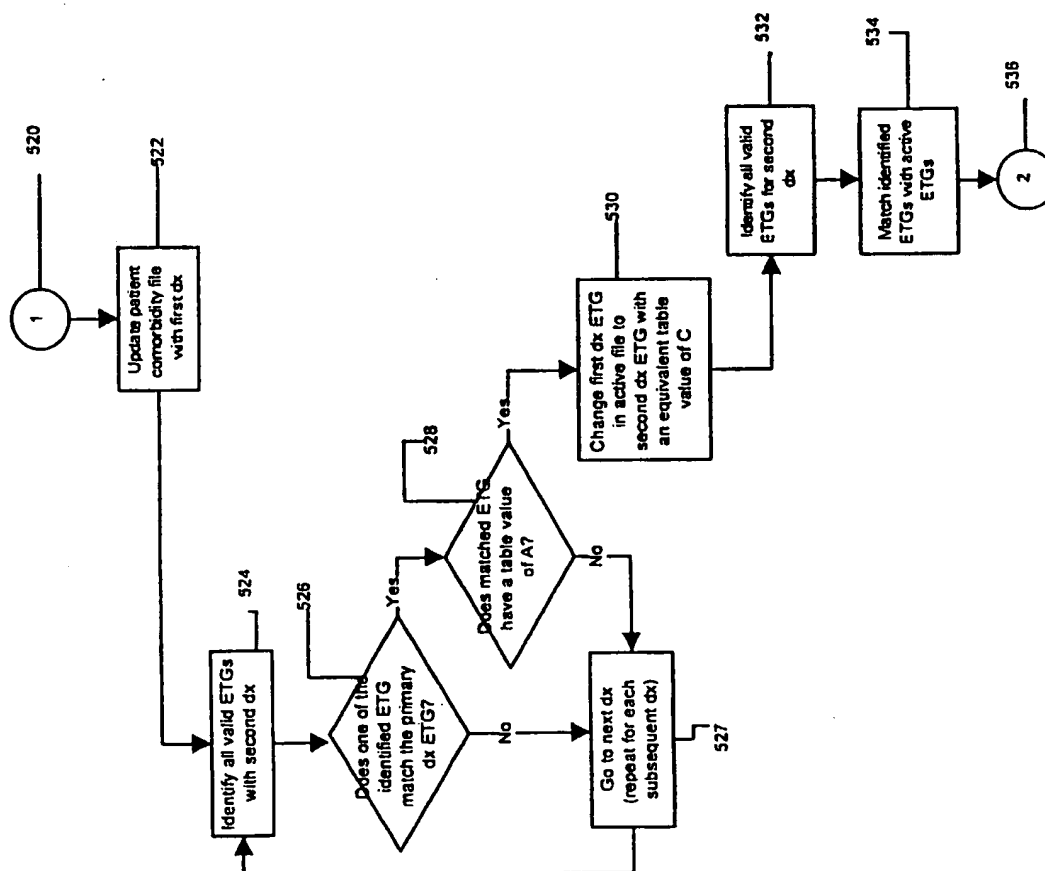 1
520
Update patient
comorbidity file
with first dx
522
Identify all valid ETGs
with second dx
524
Does one of the
identified ETG
match the primary
dx ETG?
526
Yes
No
Does matched ETG
have a table value
of A?
528
Yes
No
Go to next dx
(repeat for each
subsequent dx)
527
Change first dx ETG
in active file to
second dx ETG with
an equivalent table
value of C
530
Identify all valid
ETGs for second
dx
532
Match identified
ETGs with active
ETGs
534
2
536